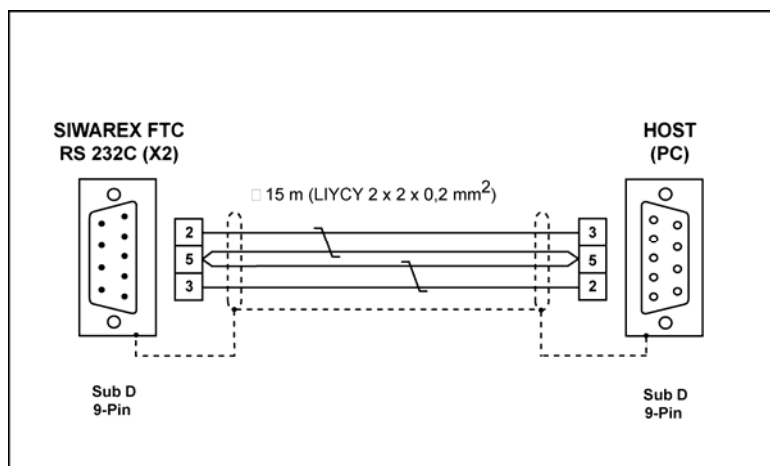 SIWAREX FTC
RS 232C (X2)
HOST
(PC)
□ 15 m (LIYCY 2 x 2 x 0,2 mm²)
2
5
3
3
5
2
Sub D
9-Pin
Sub D
9-Pin